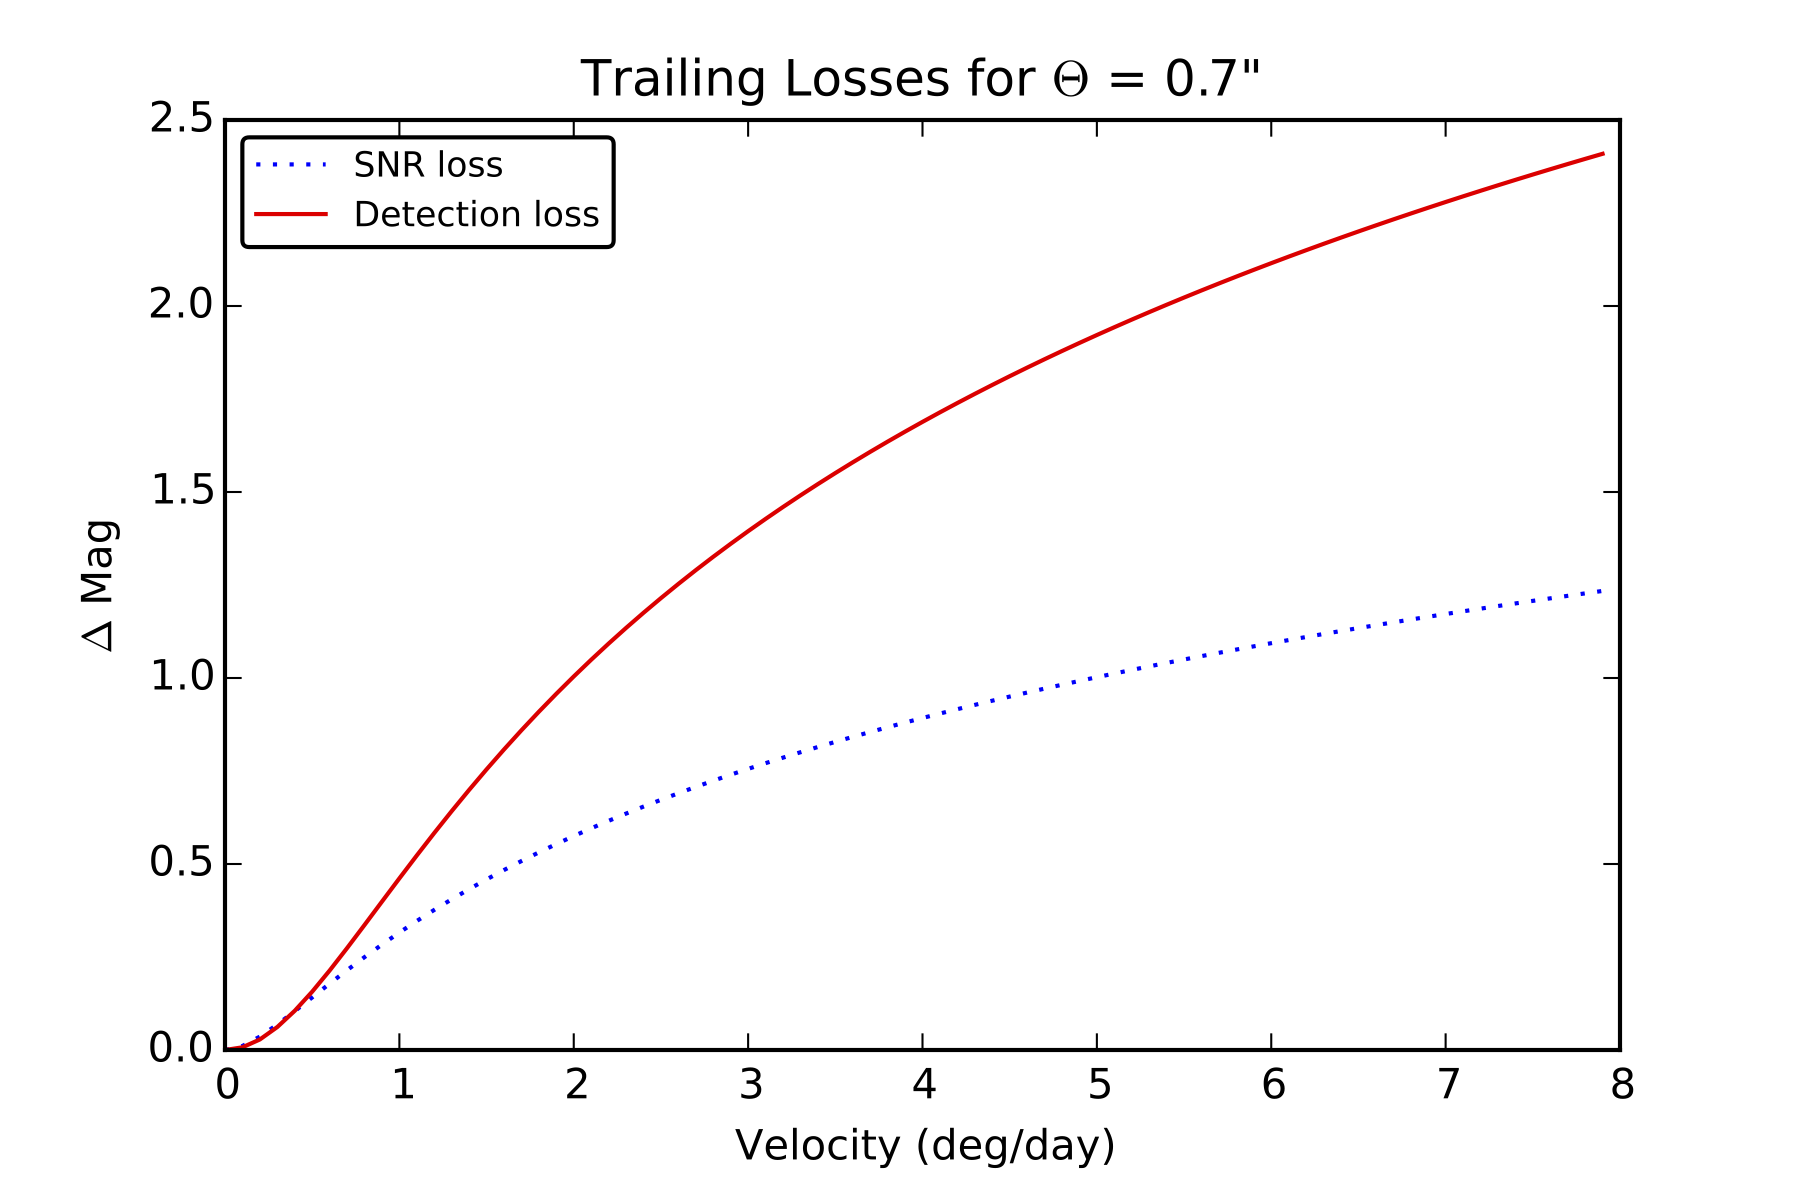 Trailing Losses for Θ = 0.7"
2.5
SNR loss
Detection loss
2.0
1.5
Δ Mag
1.0
0.5
0.0
0 1 2 3 4 5 6 7 8
Velocity (deg/day)